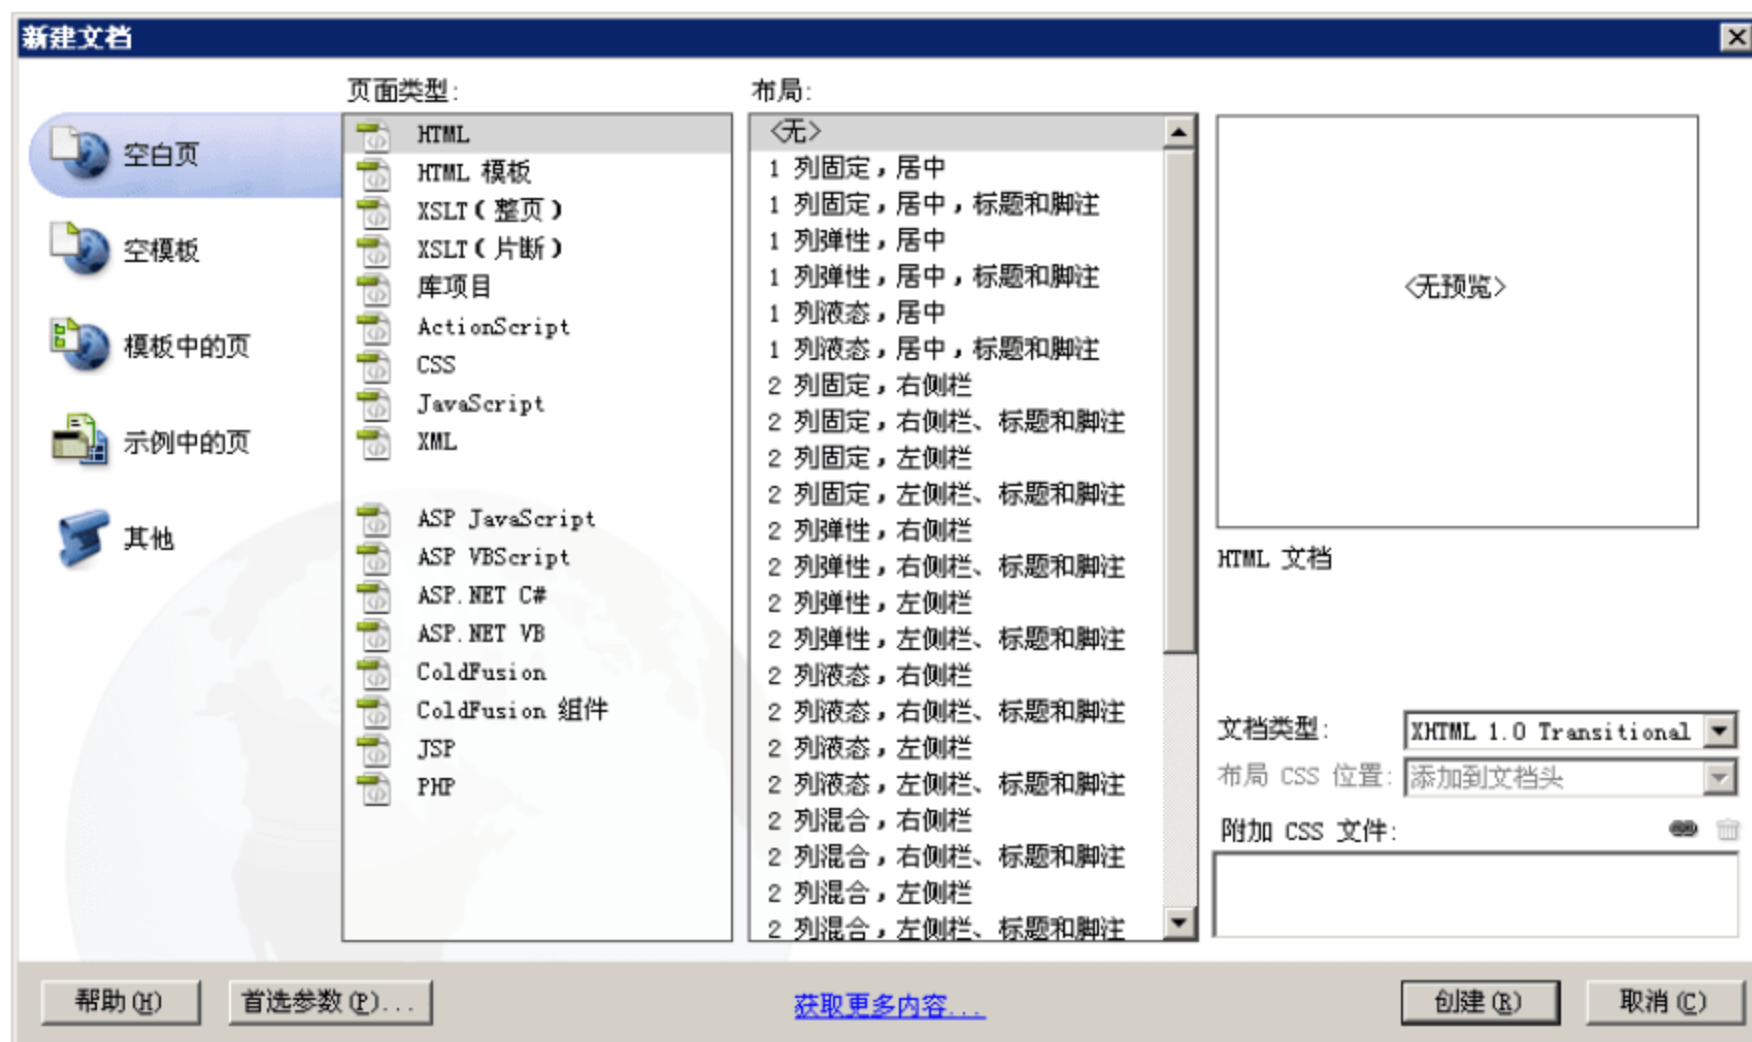 新建文档
空白页
空模板
模板中的页
示例中的页
其他
页面类型:
HTML
HTML 模板
XSLT(整页)
XSLT(片断)
库项目
ActionScript
CSS
JavaScript
XML
ASP JavaScript
ASP VBScript
ASP.NET C#
ASP.NET VB
ColdFusion
ColdFusion 组件
JSP
PHP
布局:
<无>
1 列固定,居中
1 列固定,居中,标题和脚注
1 列弹性,居中
1 列弹性,居中,标题和脚注
1 列液态,居中
1 列液态,居中,标题和脚注
2 列固定,右侧栏
2 列固定,右侧栏、标题和脚注
2 列固定,左侧栏
2 列固定,左侧栏、标题和脚注
2 列弹性,右侧栏
2 列弹性,右侧栏、标题和脚注
2 列弹性,左侧栏
2 列弹性,左侧栏、标题和脚注
2 列液态,右侧栏
2 列液态,右侧栏、标题和脚注
2 列液态,左侧栏
2 列液态,左侧栏、标题和脚注
2 列混合,右侧栏
2 列混合,右侧栏、标题和脚注
2 列混合,左侧栏
2 列混合,左侧栏、标题和脚注
<无预览>
HTML 文档
文档类型: XHTML 1.0 Transitional
布局 CSS 位置: 添加到文档头
附加 CSS 文件:
帮助(H) 首选参数(P)... 获取更多内容... 创建(R) 取消(C)